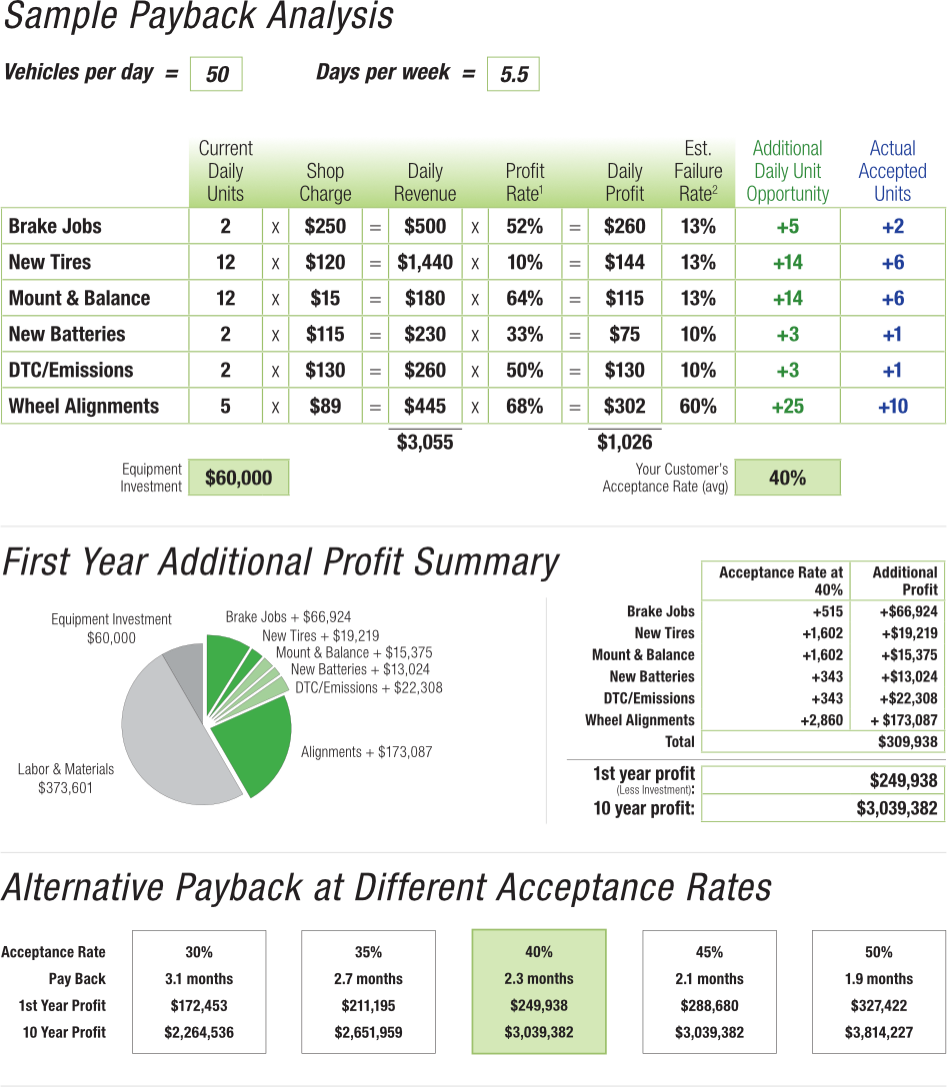 Sample Payback Analysis
Vehicles per day = 50 Days per week = 5.5
Current Daily Units
Shop Charge
Daily Revenue
Profit Rate1
Daily Profit
Est. Failure Rate2
Additional Daily Unit Opportunity
Actual Accepted Units
Brake Jobs 2 x $250 = $500 x 52% = $260 13% +5 +2
New Tires 12 x $120 = $1,440 x 10% = $144 13% +14 +6
Mount & Balance 12 x $15 = $180 x 64% = $115 13% +14 +6
New Batteries 2 x $115 = $230 x 33% = $75 10% +3 +1
DTC/Emissions 2 x $130 = $260 x 50% = $130 10% +3 +1
Wheel Alignments 5 x $89 = $445 x 68% = $302 60% +25 +10
$3,055 $1,026
Equipment
Investment
$60,000
Your Customer's
Acceptance Rate (avg)
40%
First Year Additional Profit Summary
Equipment Investment
$60,000
Brake Jobs + $66,924
New Tires + $19,219
Mount & Balance + $15,375
New Batteries + $13,024
DTC/Emissions + $22,308
Alignments + $173,087
Labor & Materials
$373,601
Acceptance Rate at
40%
Additional
Profit
Brake Jobs +515 +$66,924
New Tires +1,602 +$19,219
Mount & Balance +1,602 +$15,375
New Batteries +343 +$13,024
DTC/Emissions +343 +$22,308
Wheel Alignments +2,860 + $173,087
Total $309,938
1st year profit
(Less Investment):
$249,938
10 year profit: $3,039,382
Alternative Payback at Different Acceptance Rates
Acceptance Rate 30% 35% 40% 45% 50%
Pay Back 3.1 months 2.7 months 2.3 months 2.1 months 1.9 months
1st Year Profit $172,453 $211,195 $249,938 $288,680 $327,422
10 Year Profit $2,264,536 $2,651,959 $3,039,382 $3,039,382 $3,814,227